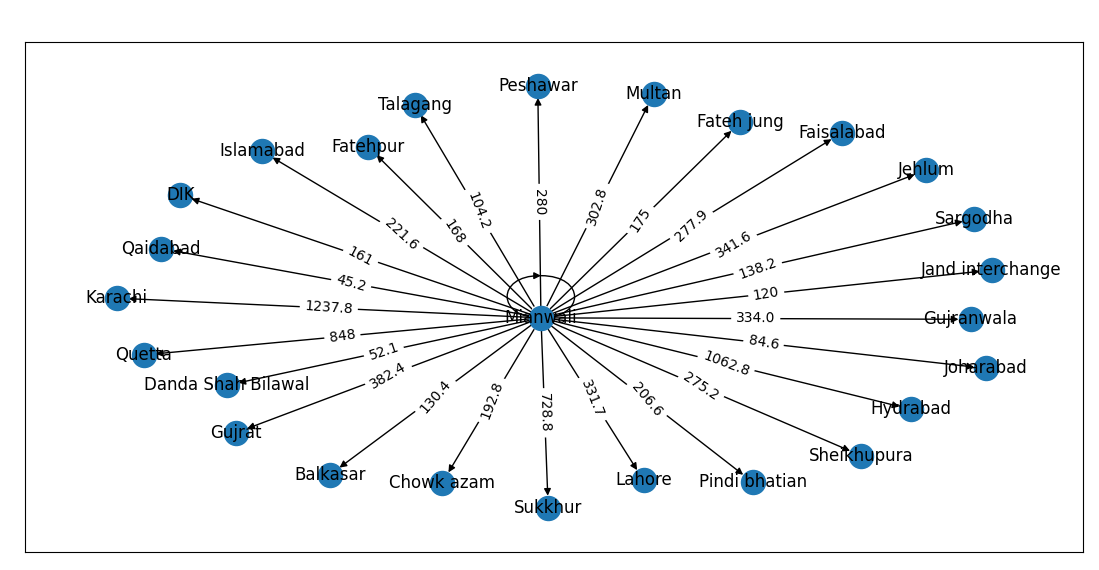 Peshawar
Multan
Talagang
Fateh jung
Faisalabad
Fatehpur
Islamabad
Jehlum
DIK
280
302.8
104.2
175
Sargodha
277.9
168
221.6
341.6
Qaidabad
161
138.2
Jand interchange
45.2
120
Karachi
1237.8
Mianwali
334.0
Gujranwala
848
84.6
Quetta
52.1
1062.8
Joharabad
382.4
275.2
Danda Shah Bilawal
130.4
192.8
728.8
331.7
206.6
Hydrabad
Gujrat
Sheikhupura
Balkasar
Chowk azam
Lahore
Pindi bhatian
Sukkhur